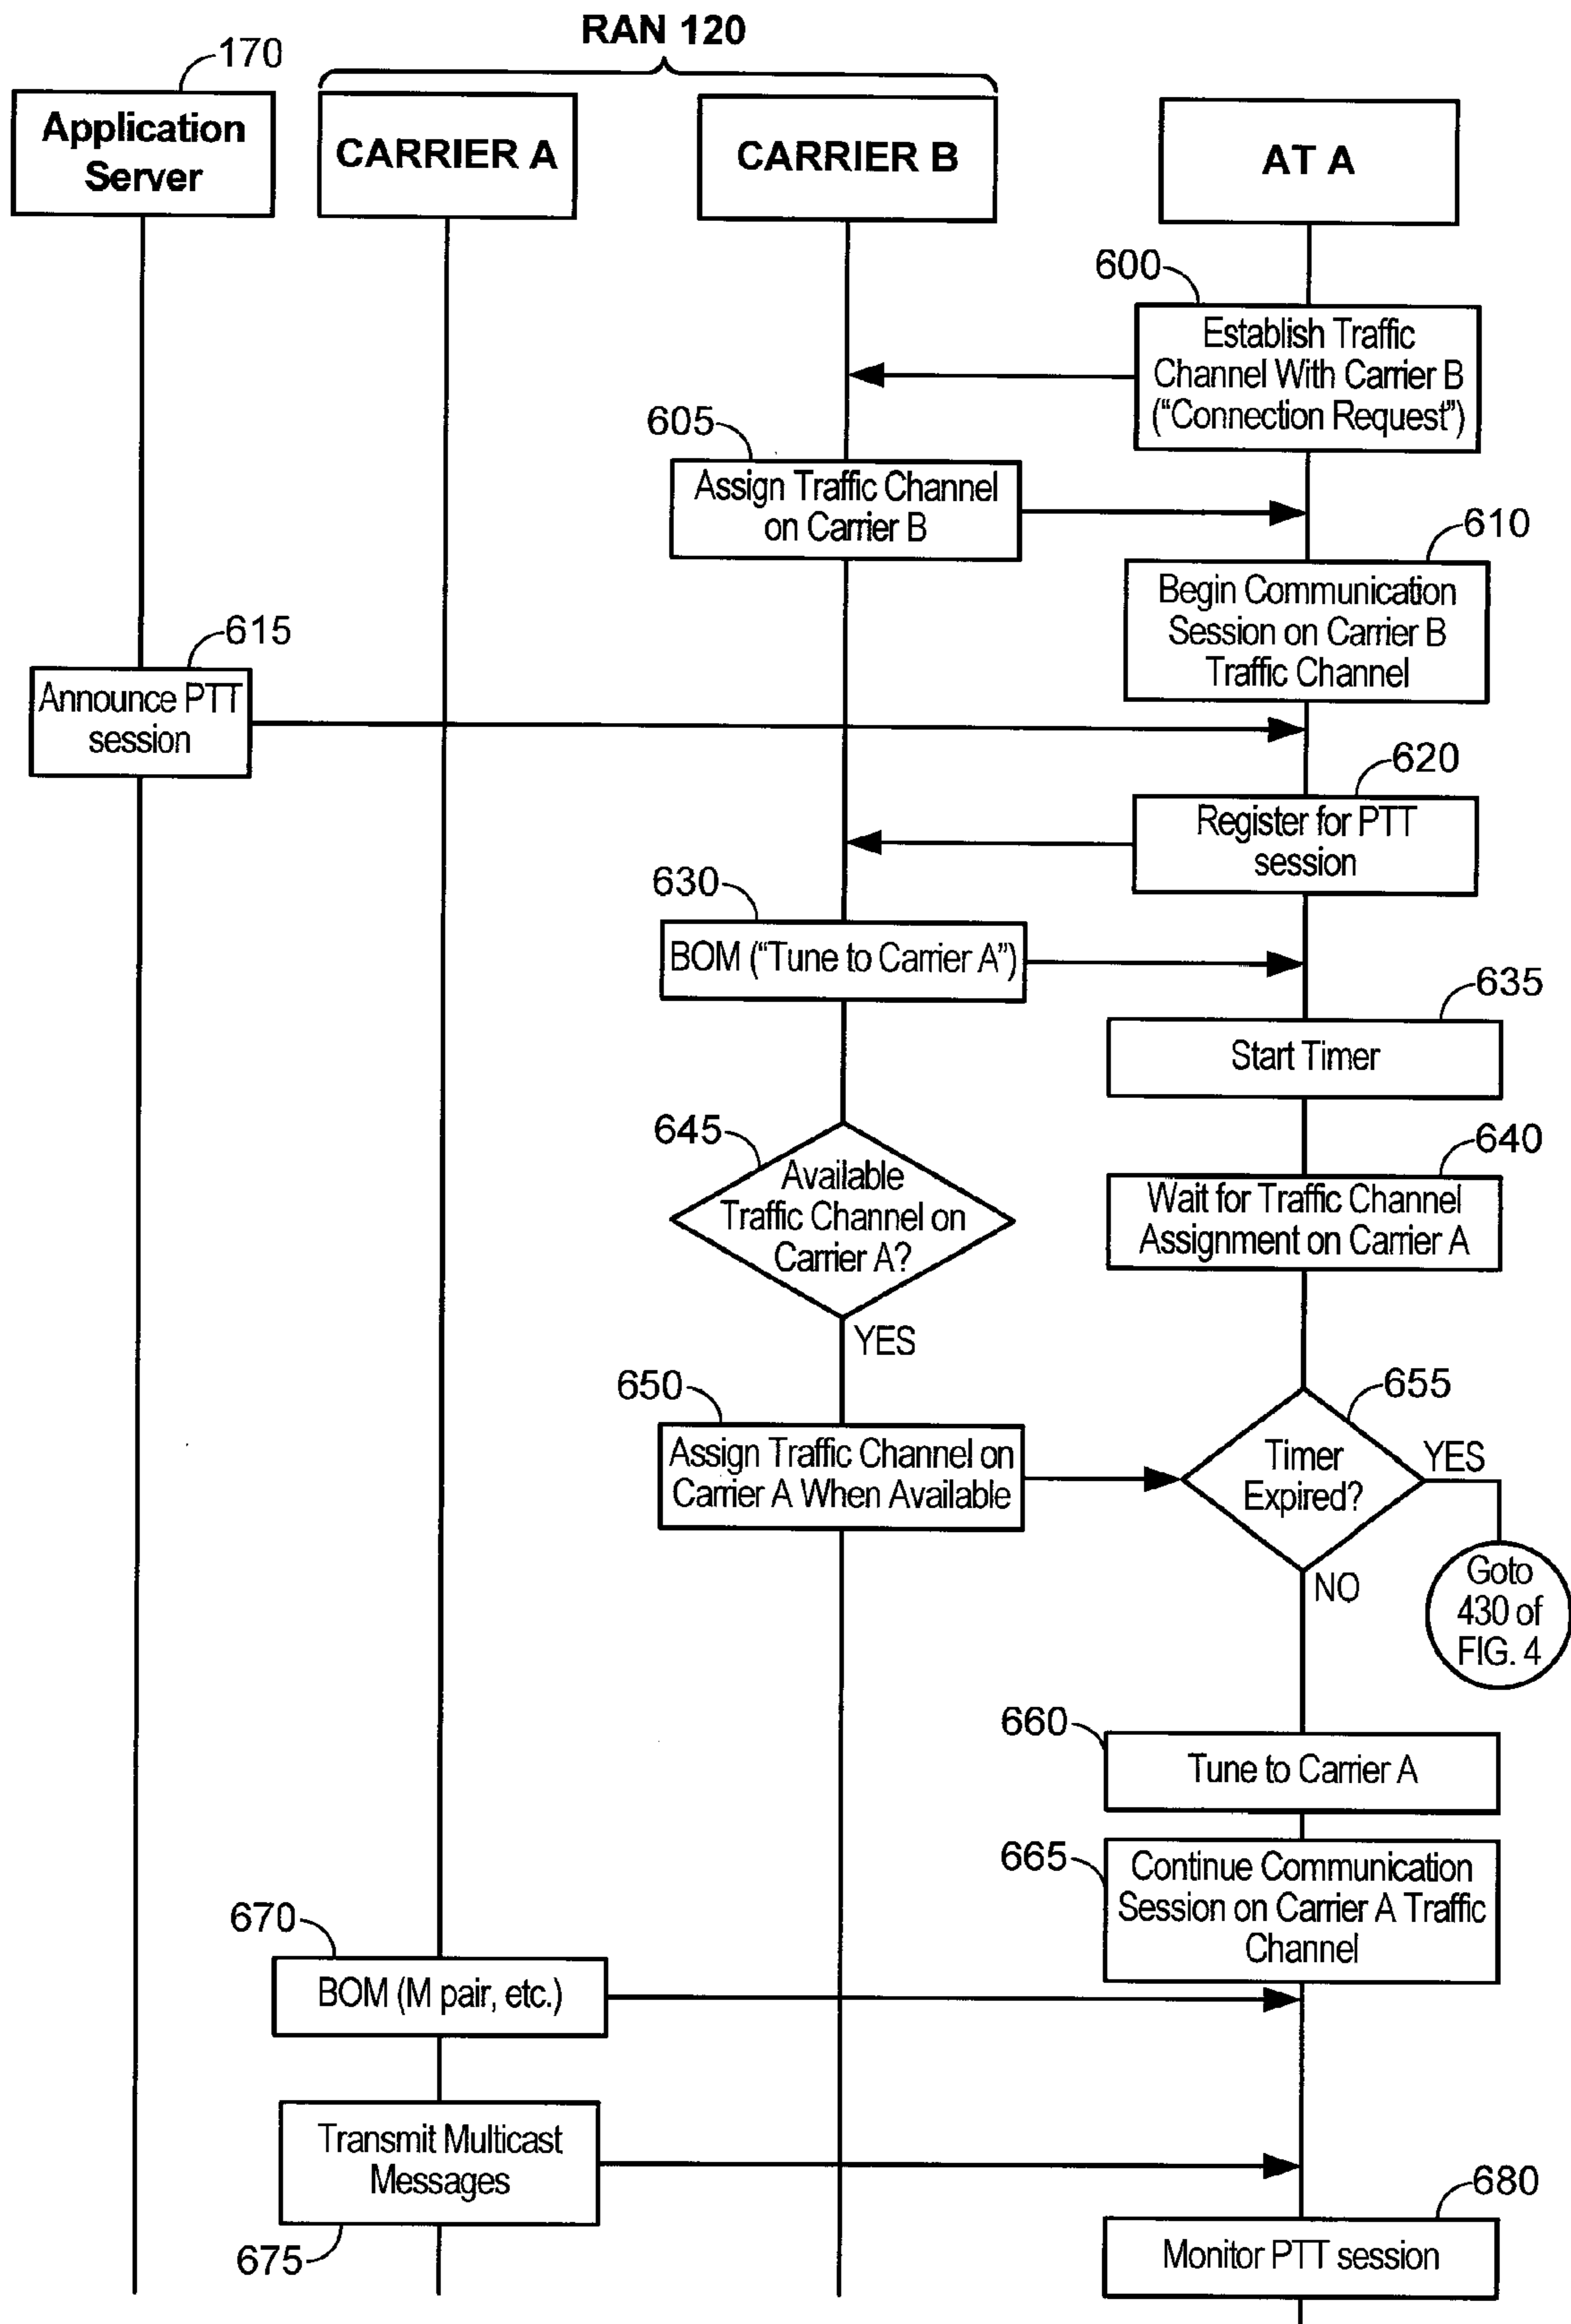 RAN 120
170
Application
Server
CARRIER A
CARRIER B
AT A
600
Establish Traffic
Channel With Carrier B
(“Connection Request”)
605
Assign Traffic Channel
on Carrier B
610
Begin Communication
Session on Carrier B
Traffic Channel
615
Announce PTT
session
620
Register for PTT
session
630
BOM (“Tune to Carrier A”)
635
Start Timer
645
Available
Traffic Channel on
Carrier A?
YES
640
Wait for Traffic Channel
Assignment on Carrier A
650
Assign Traffic Channel on
Carrier A When Available
655
Timer
Expired?
YES
NO
Goto
430 of
FIG. 4
660
Tune to Carrier A
665
Continue Communication
Session on Carrier A Traffic
Channel
670
BOM (M pair, etc.)
Transmit Multicast
Messages
675
680
Monitor PTT session